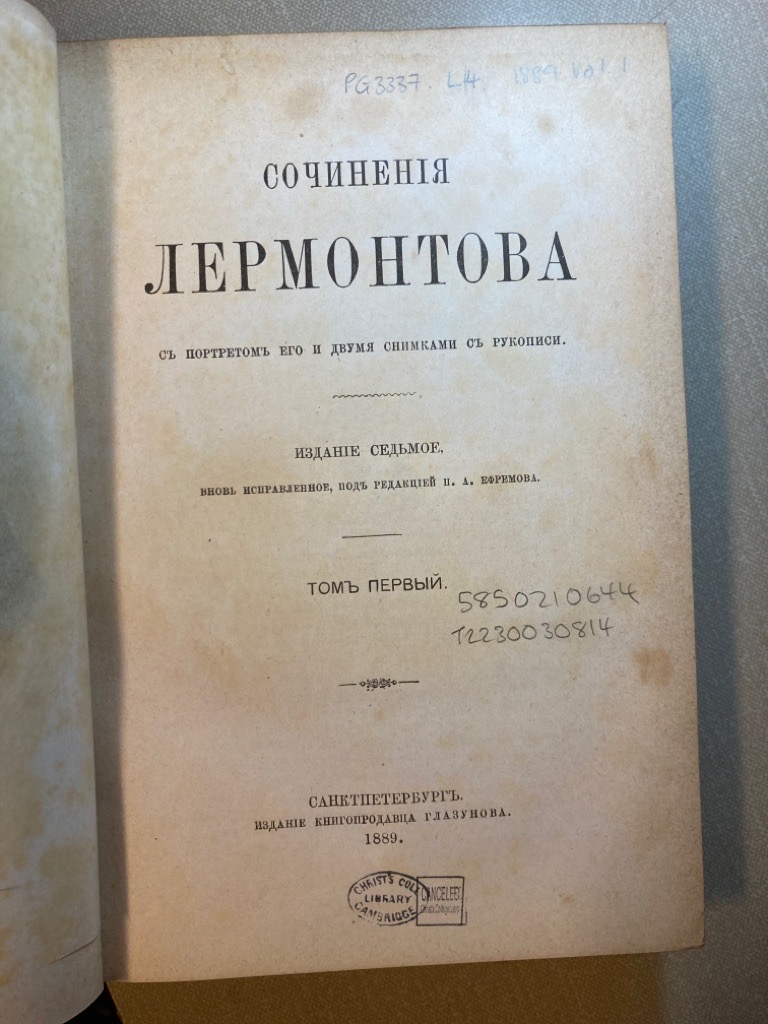 PG3337. L4 1889 Vol 1
СОЧИНЕНІЯ
ЛЕРМОНТОВА
СЪ ПОРТРЕТОМЪ ЕГО И ДВУМЯ СНИМКАМИ СЪ РУКОПИСИ.
ИЗДАНІЕ СЕДЬМОЕ,
ВНОВЬ ИСПРАВЛЕННОЕ, ПОДЪ РЕДАКЦІЕЙ П. А. ЕФРЕМОВА.
ТОМЪ ПЕРВЫЙ.
5850210644
T2230030814
САНКТПЕТЕРБУРГЪ.
ИЗДАНІЕ КНИГОПРОДАВЦА ГЛАЗУНОВА.
1889.
CHRIST'S COLL
LIBRARY
CAMBRIDGE
CANCELLED